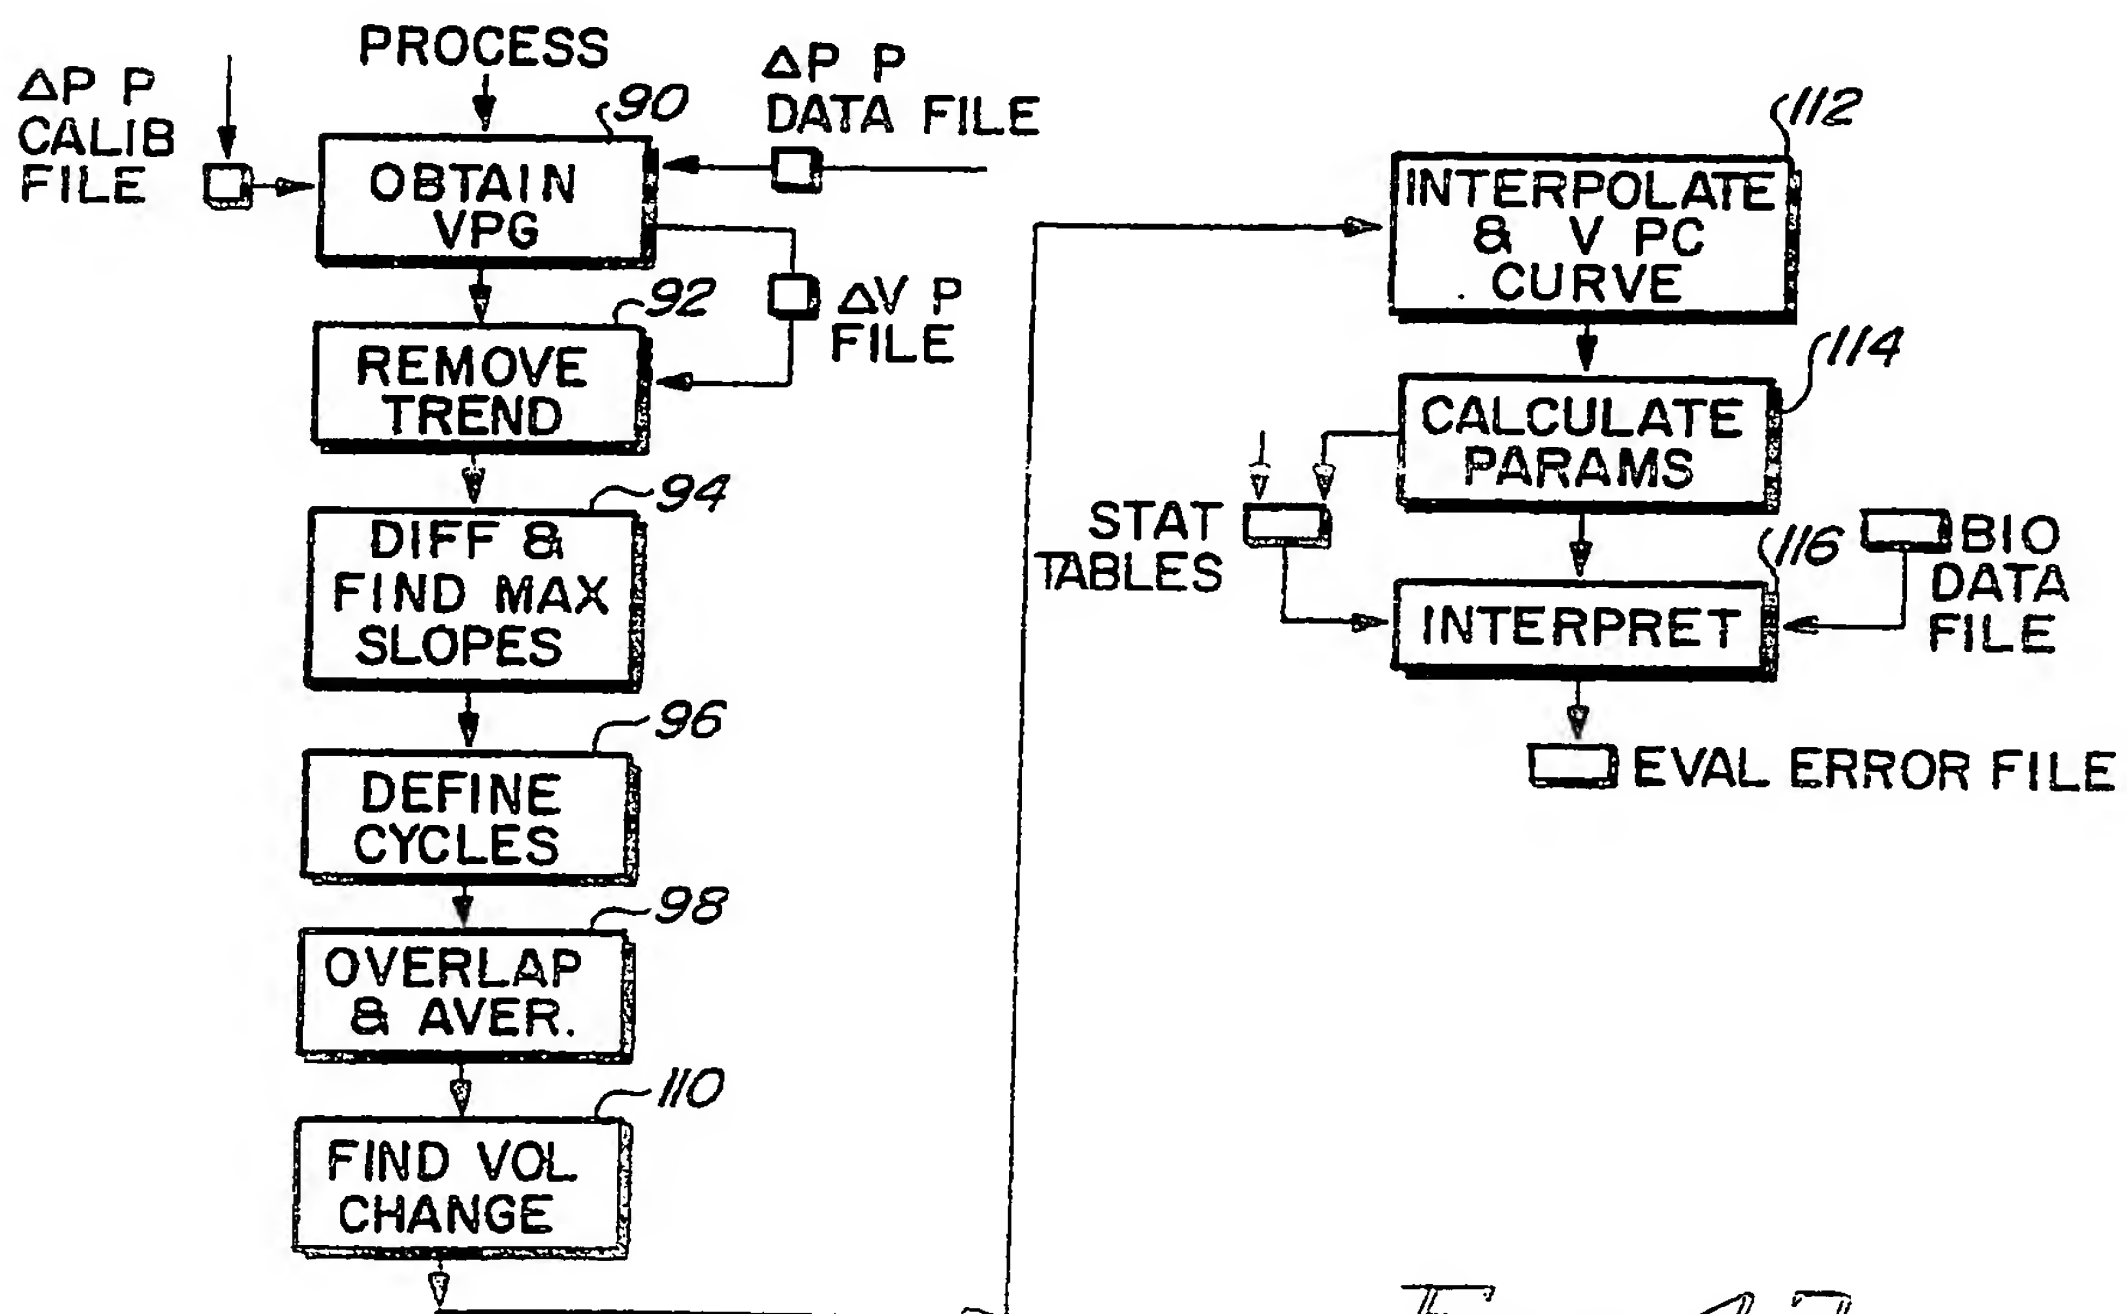 PROCESS
ΔP P
CALIB
FILE
90
ΔP P
DATA FILE
OBTAIN
VPG
ΔV P
FILE
92
REMOVE
TREND
94
DIFF &
FIND MAX
SLOPES
96
DEFINE
CYCLES
98
OVERLAP
& AVER.
110
FIND VOL
CHANGE
112
INTERPOLATE
& V PC
CURVE
114
CALCULATE
PARAMS
STAT
TABLES
116
INTERPRET
BIO
DATA
FILE
EVAL ERROR FILE